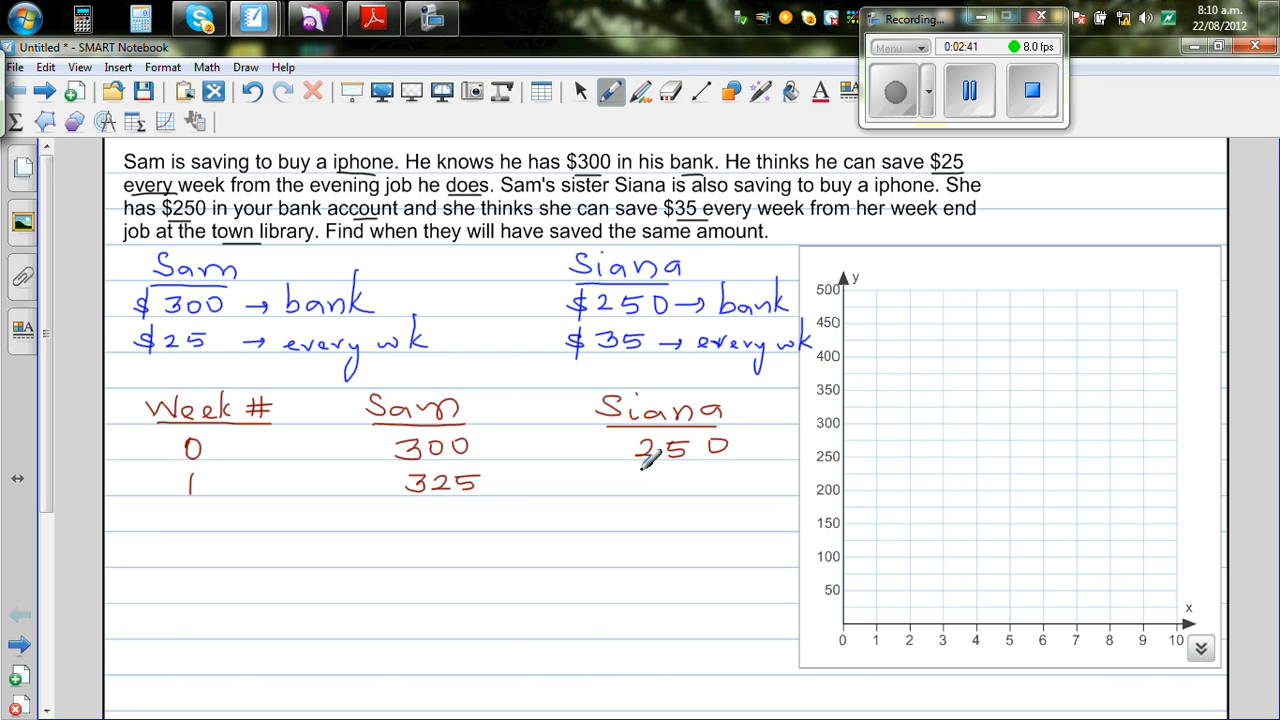 8:10 a.m.
22/08/2012
Untitled * - SMART Notebook
Recording...
Menu
0:02:41
8.0 fps
File Edit View Insert Format Math Draw Help
Sam is saving to buy a iphone. He knows he has $300 in his bank. He thinks he can save $25
every week from the evening job he does. Sam's sister Siana is also saving to buy a iphone. She
has $250 in your bank account and she thinks she can save $35 every week from her week end
job at the town library. Find when they will have saved the same amount.
Sam Siana
$300 → bank $250 → bank
$25 → every wk $35 → every wk
Week # Sam Siana
0 300 250
1 325
y
500
450
400
350
300
250
200
150
100
50
x
0 1 2 3 4 5 6 7 8 9 10